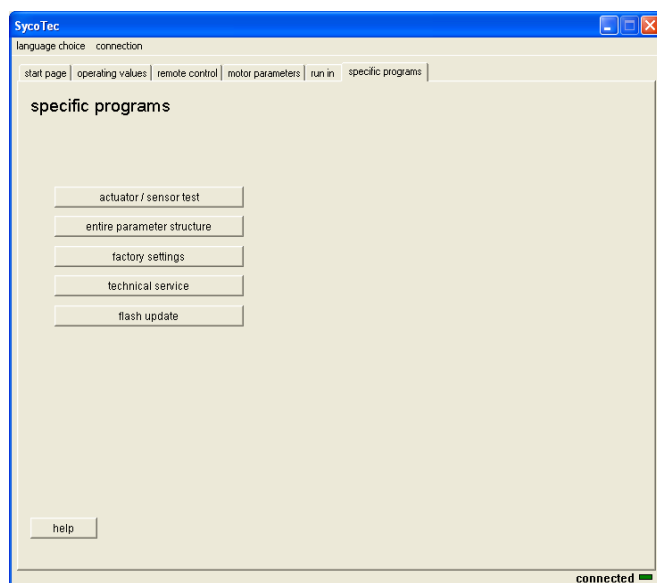 SycoTec
language choice connection
start page operating values remote control motor parameters run in specific programs
specific programs
actuator / sensor test
entire parameter structure
factory settings
technical service
flash update
help
connected